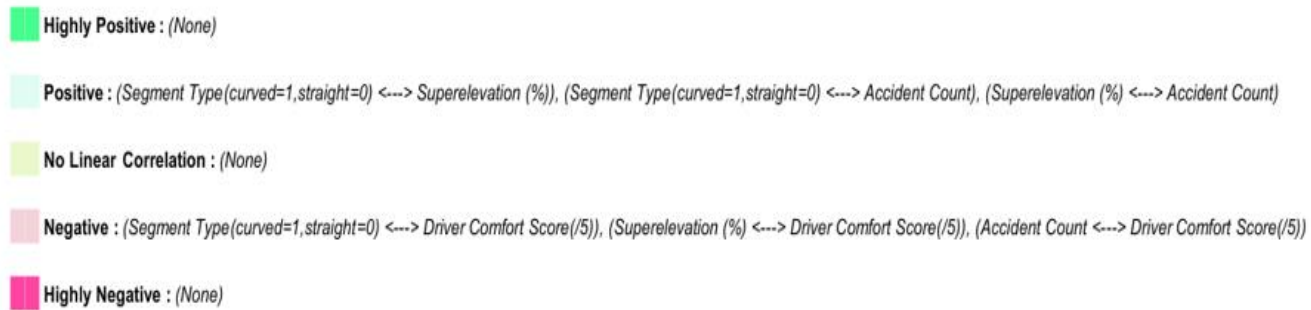 Highly Positive : (None)
Positive : (Segment Type(curved=1,straight=0) <---> Superelevation (%)), (Segment Type(curved=1,straight=0) <---> Accident Count), (Superelevation (%) <---> Accident Count)
No Linear Correlation : (None)
Negative : (Segment Type(curved=1,straight=0) <---> Driver Comfort Score(/5)), (Superelevation (%) <---> Driver Comfort Score(/5)), (Accident Count <---> Driver Comfort Score(/5))
Highly Negative : (None)